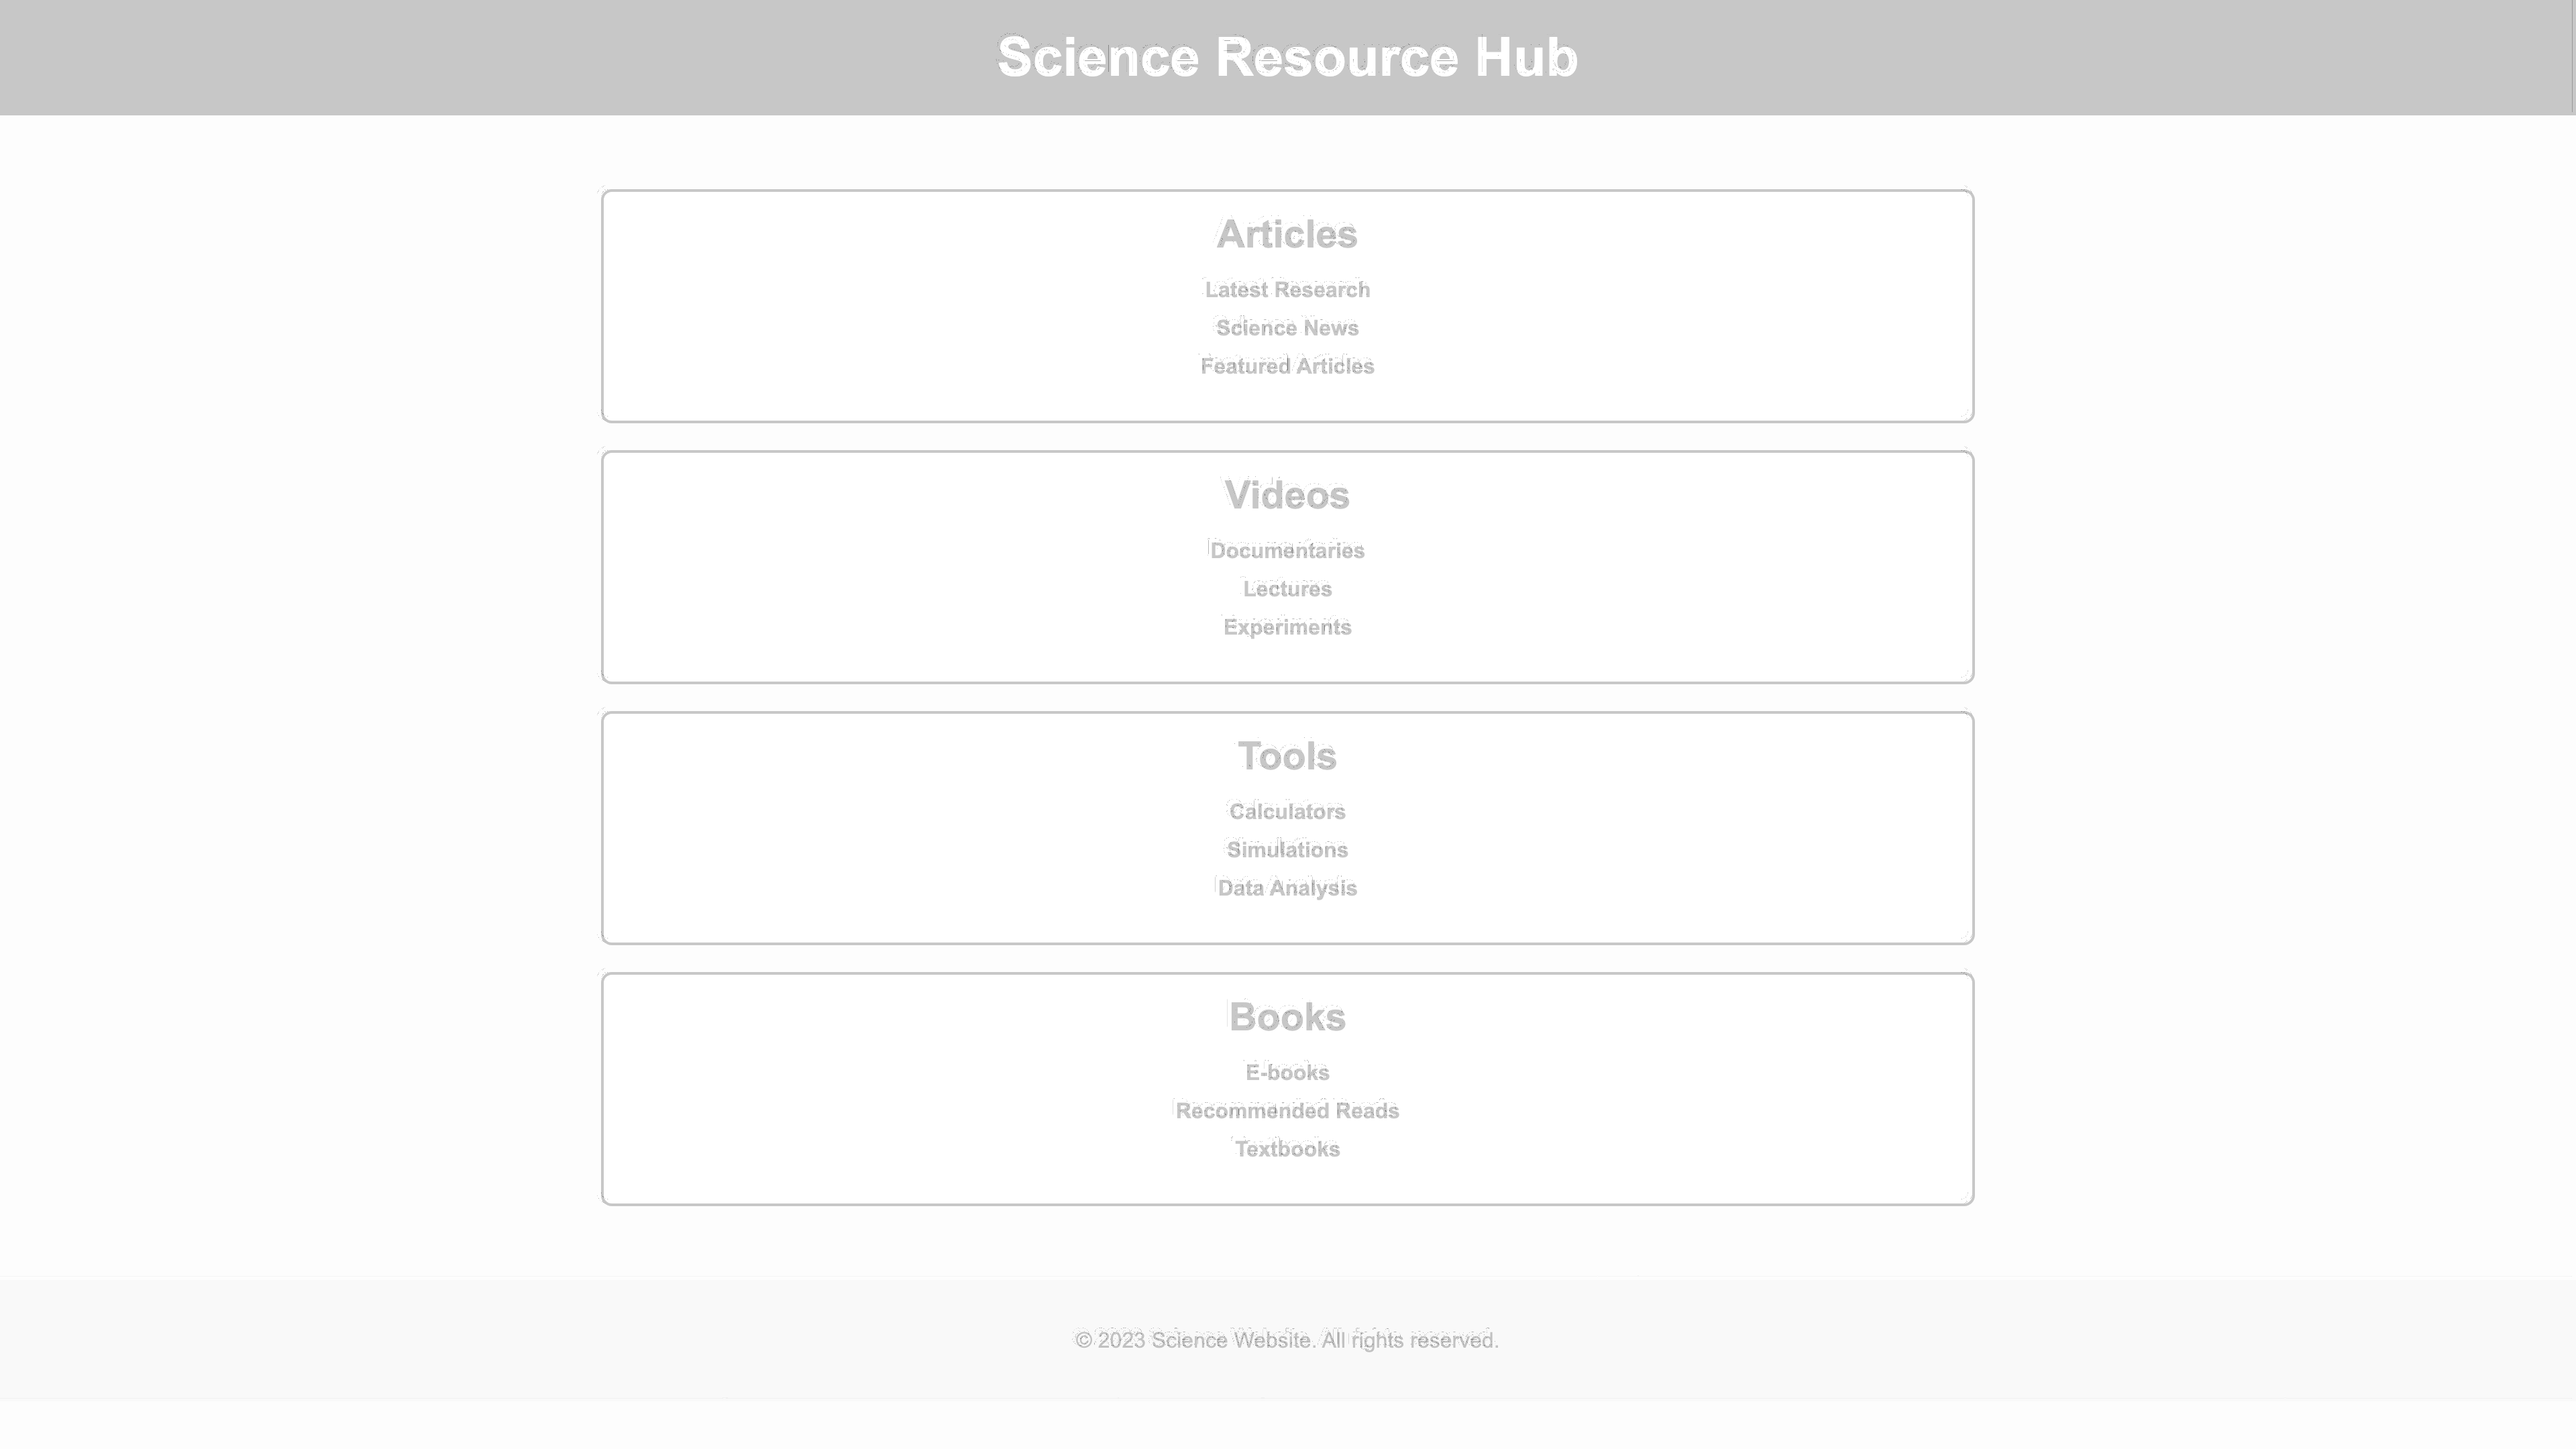 Science Resource Hub
Articles
Latest Research
Science News
Featured Articles
Videos
Documentaries
Lectures
Experiments
Tools
Calculators
Simulations
Data Analysis
Books
E-books
Recommended Reads
Textbooks
© 2023 Science Website. All rights reserved.